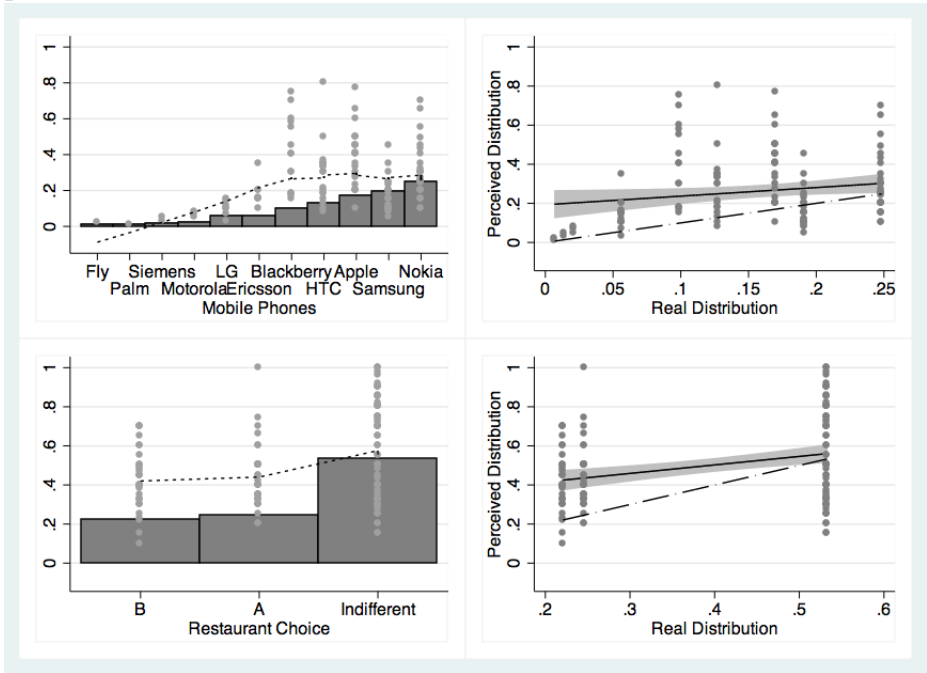 1
.8
.6
.4
.2
0
Fly Siemens LG Blackberry Apple Nokia
Palm Motorola Ericsson HTC Samsung
Mobile Phones
Perceived Distribution
1
.8
.6
.4
.2
0
0 .05 .1 .15 .2 .25
Real Distribution
1
.8
.6
.4
.2
0
B A Indifferent
Restaurant Choice
Perceived Distribution
1
.8
.6
.4
.2
0
.2 .3 .4 .5 .6
Real Distribution